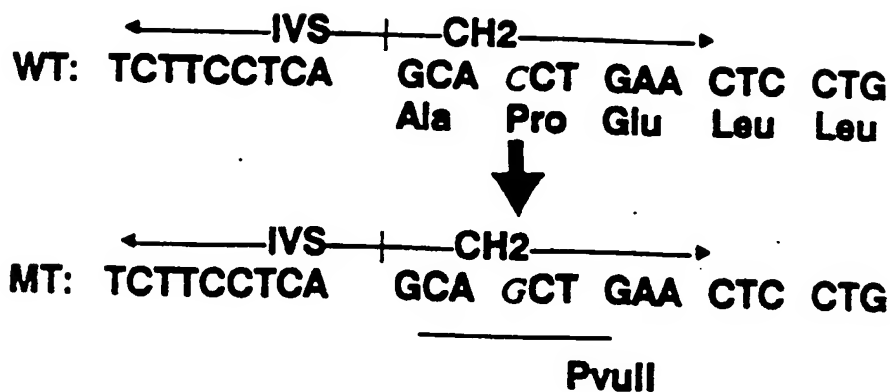 IVS CH2
WT: TCTTCCTCA GCA CCT GAA CTC CTG
Ala Pro Glu Leu Leu
IVS CH2
MT: TCTTCCTCA GCA GCT GAA CTC CTG
PvuII